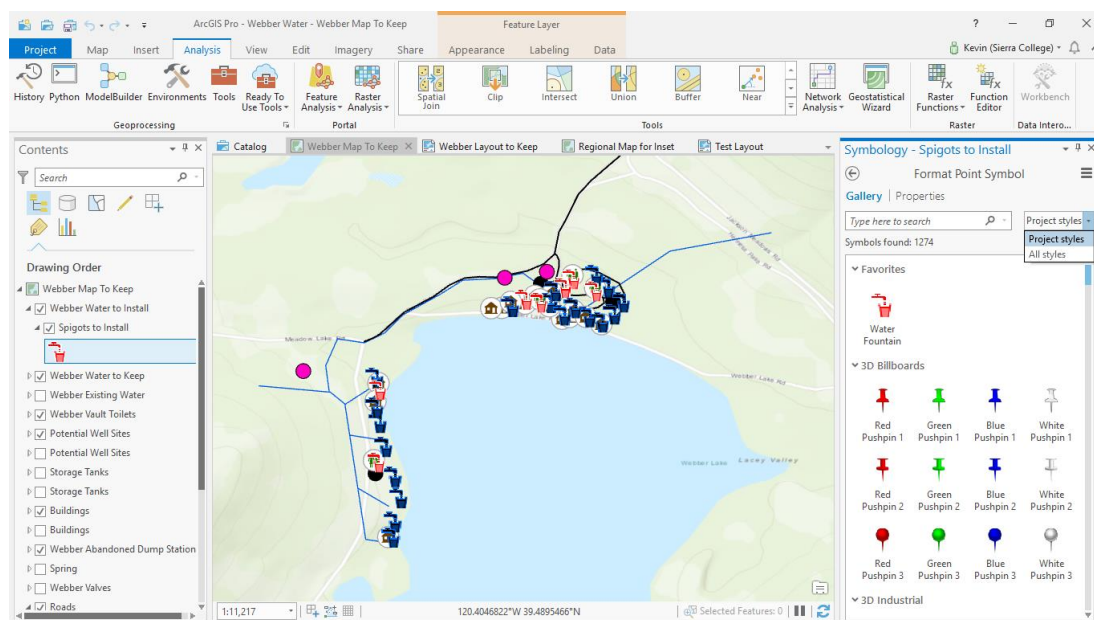 ArcGIS Pro - Webber Water - Webber Map To Keep
Feature Layer
?
Project Map Insert Analysis View Edit Imagery Share Appearance Labeling Data
Kevin (Sierra College)
History Python ModelBuilder Environments Tools Ready To Use Tools
Feature Analysis Raster Analysis
Spatial Join Clip Intersect Union Buffer Near
Network Analysis Geostatistical Wizard
Raster Functions Function Editor Workbench
Geoprocessing Portal Tools Raster Data Intero...
Contents
Search
Drawing Order
Webber Map To Keep
Webber Water to Install
Spigots to Install
Webber Water to Keep
Webber Existing Water
Webber Vault Toilets
Potential Well Sites
Potential Well Sites
Storage Tanks
Storage Tanks
Buildings
Buildings
Webber Abandoned Dump Station
Spring
Webber Valves
Roads
Catalog Webber Map To Keep Webber Layout to Keep Regional Map for Inset Test Layout
Meadow Lake Rd
Webber Lake Rd
Webber Lake
Lacey Valley
1:11,217
120.4046822°W 39.4895466°N
Selected Features: 0
Symbology - Spigots to Install
Format Point Symbol
Gallery Properties
Type here to search
Project styles
Project styles
All styles
Symbols found: 1274
Favorites
Water Fountain
3D Billboards
Red Pushpin 1
Green Pushpin 1
Blue Pushpin 1
White Pushpin 1
Red Pushpin 2
Green Pushpin 2
Blue Pushpin 2
White Pushpin 2
Red Pushpin 3
Green Pushpin 3
Blue Pushpin 3
White Pushpin 3
3D Industrial